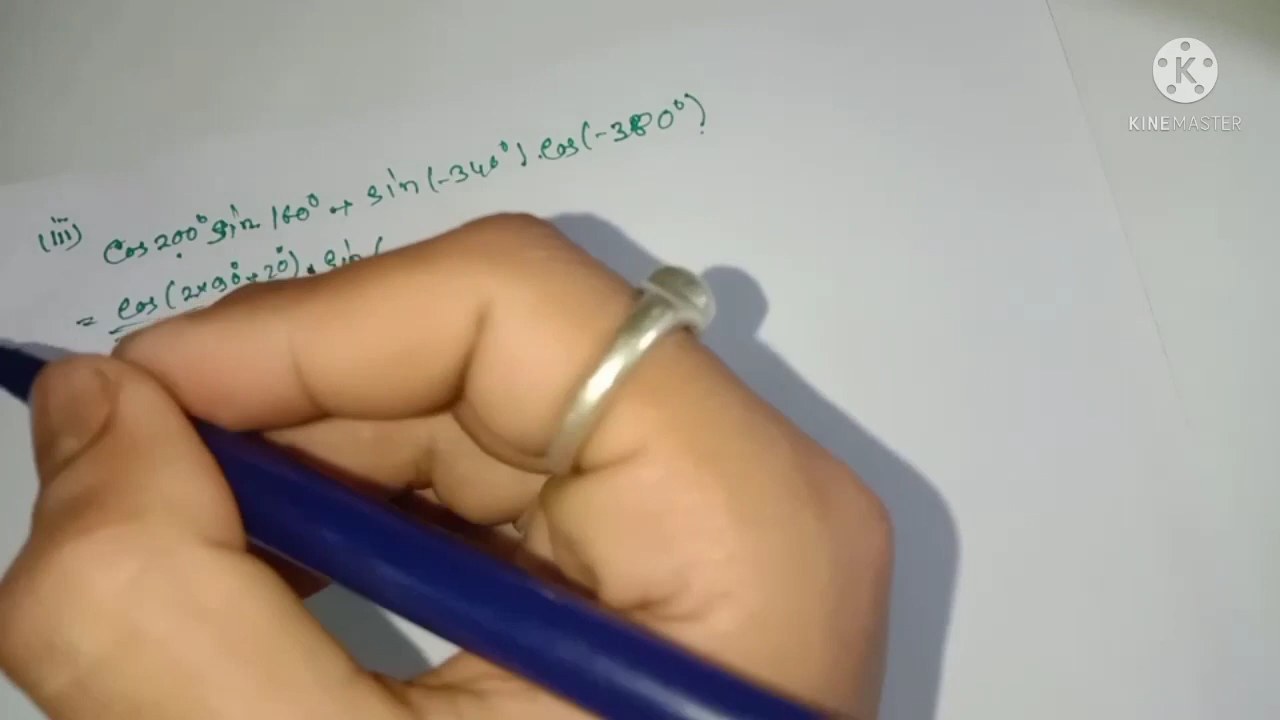 KINEMASTER
(iii) Cos 200° sin 160° + sin(-340°).cos(-380°)
= cos(2×90°+20°). sin(